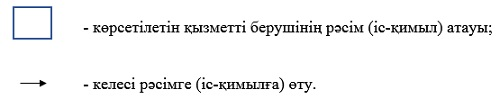 - көрсетілетін қызметті берушінің рәсім (іс-қимыл) атауы;
- келесі рәсімге (іс-қимылға) өту.